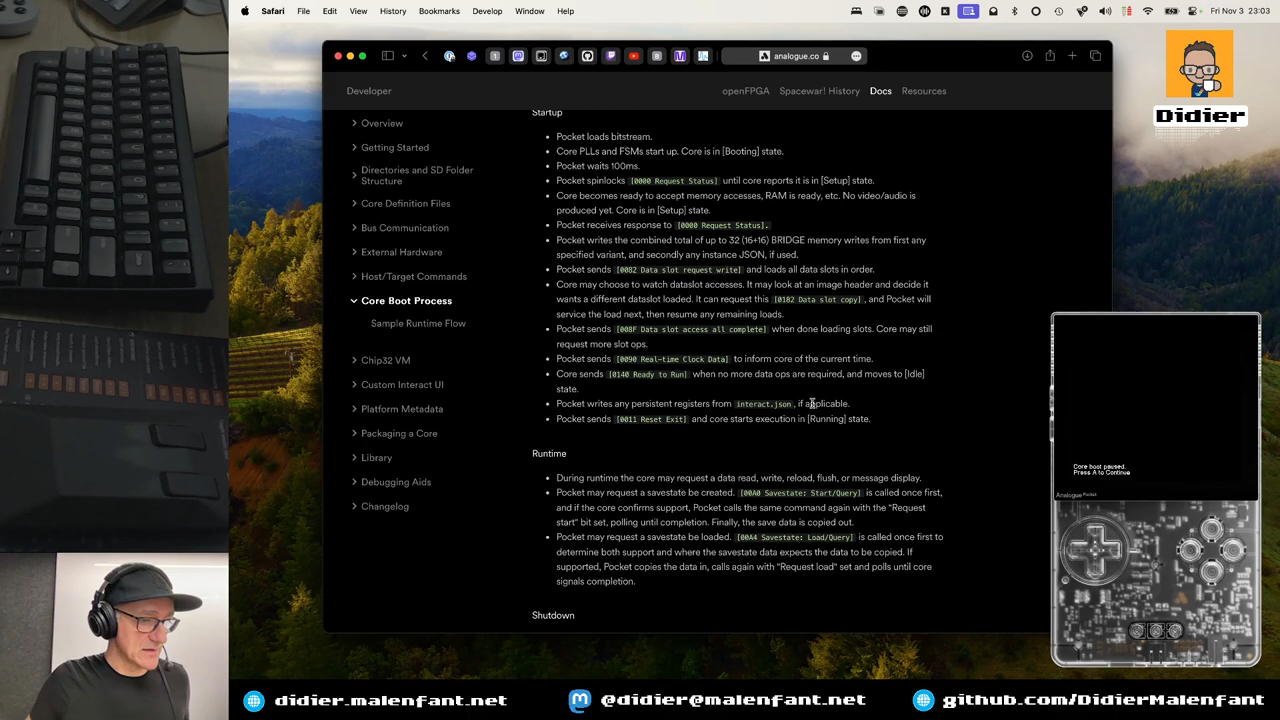 Safari File Edit View History Bookmarks Develop Window Help
Fri Nov 3 23:03
analogue.co
Developer
openFPGA Spacewar! History Docs Resources
Overview
Getting Started
Directories and SD Folder
Structure
Core Definition Files
Bus Communication
External Hardware
Host/Target Commands
Core Boot Process
Sample Runtime Flow
Chip32 VM
Custom Interact UI
Platform Metadata
Packaging a Core
Library
Debugging Aids
Changelog
Startup
Pocket loads bitstream.
Core PLLs and FSMs start up. Core is in [Booting] state.
Pocket waits 100ms.
Pocket spinlocks [0000 Request Status] until core reports it is in [Setup] state.
Core becomes ready to accept memory accesses, RAM is ready, etc. No video/audio is
produced yet. Core is in [Setup] state.
Pocket receives response to [0000 Request Status].
Pocket writes the combined total of up to 32 (16+16) BRIDGE memory writes from first any
specified variant, and secondly any instance JSON, if used.
Pocket sends [0082 Data slot request write] and loads all data slots in order.
Core may choose to watch dataslot accesses. It may look at an image header and decide it
wants a different dataslot loaded. It can request this [0182 Data slot copy], and Pocket will
service the load next, then resume any remaining loads.
Pocket sends [008F Data slot access all complete] when done loading slots. Core may still
request more slot ops.
Pocket sends [0090 Real-time Clock Data] to inform core of the current time.
Core sends [0140 Ready to Run] when no more data ops are required, and moves to [Idle]
state.
Pocket writes any persistent registers from interact.json, if applicable.
Pocket sends [0011 Reset Exit] and core starts execution in [Running] state.
Runtime
During runtime the core may request a data read, write, reload, flush, or message display.
Pocket may request a savestate be created. [00A0 Savestate: Start/Query] is called once first,
and if the core confirms support, Pocket calls the same command again with the "Request
start" bit set, polling until completion. Finally, the save data is copied out.
Pocket may request a savestate be loaded. [00A4 Savestate: Load/Query] is called once first to
determine both support and where the savestate data expects the data to be copied. If
supported, Pocket copies the data in, calls again with "Request load" set and polls until core
signals completion.
Shutdown
Didier
Core boot paused.
Press A to Continue
Analogue Pocket
didier.malenfant.net
@didier@malenfant.net
github.com/DidierMalenfant